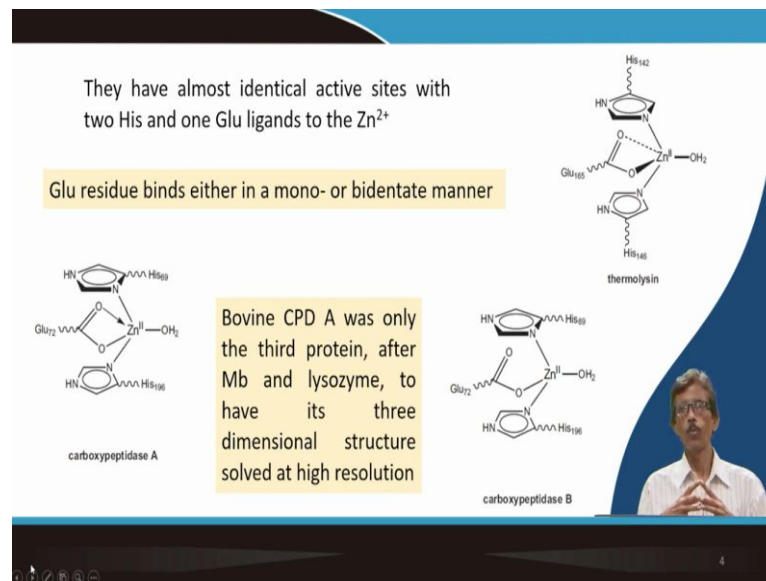 They have almost identical active sites with
two His and one Glu ligands to the Zn²⁺
Glu residue binds either in a mono- or bidentate manner
His142
HN
N
O
Glu165
O
Zn^II—OH₂
N
HN
His146
thermolysin
HN
His69
N
O
Glu72
Zn^II—OH₂
O
N
HN
His196
carboxypeptidase A
Bovine CPD A was only
the third protein, after
Mb and lysozyme, to
have its three
dimensional structure
solved at high resolution
HN
His69
N
O
Zn^II—OH₂
Glu72
O
N
HN
His196
carboxypeptidase B
4